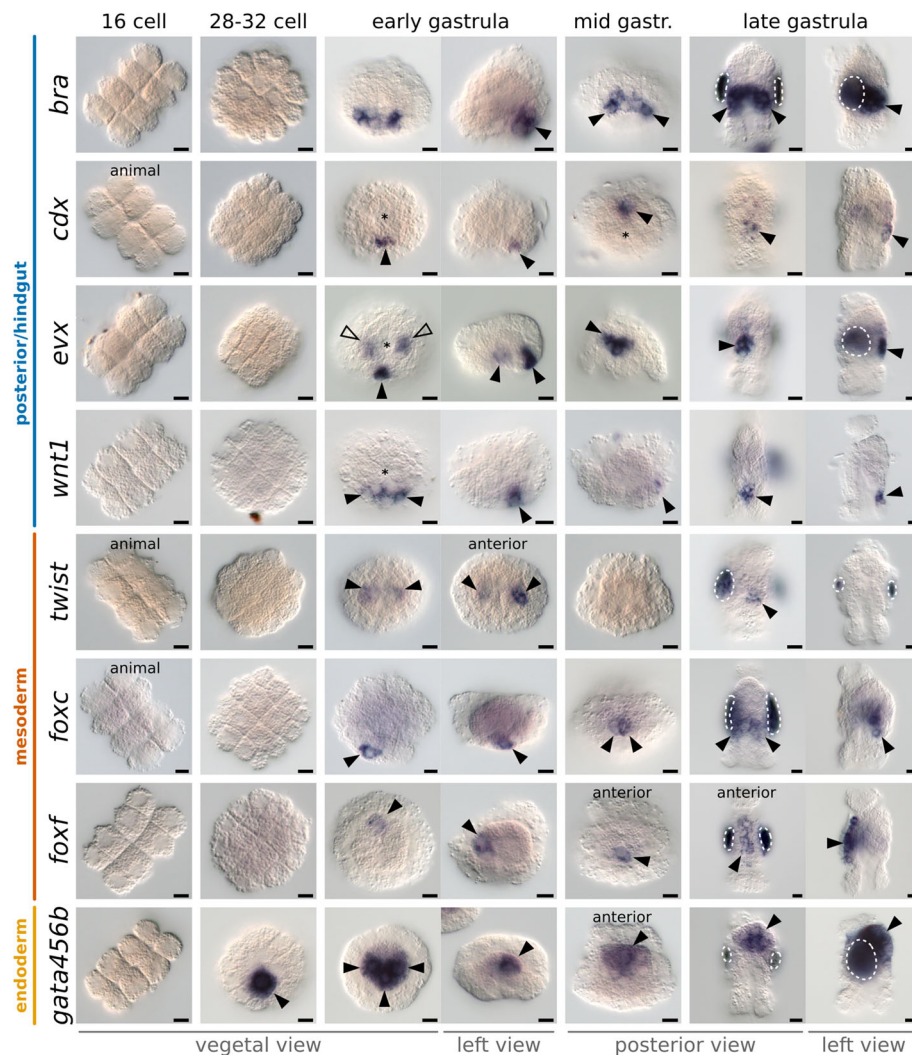 16 cell 28-32 cell early gastrula mid gastr. late gastrula
posterior/hindgut
bra
animal
cdx
*
*
evx
*
wnt1
*
mesoderm
animal
anterior
twist
animal
foxc
anterior
anterior
foxf
endoderm
anterior
gata456b
vegetal view left view posterior view left